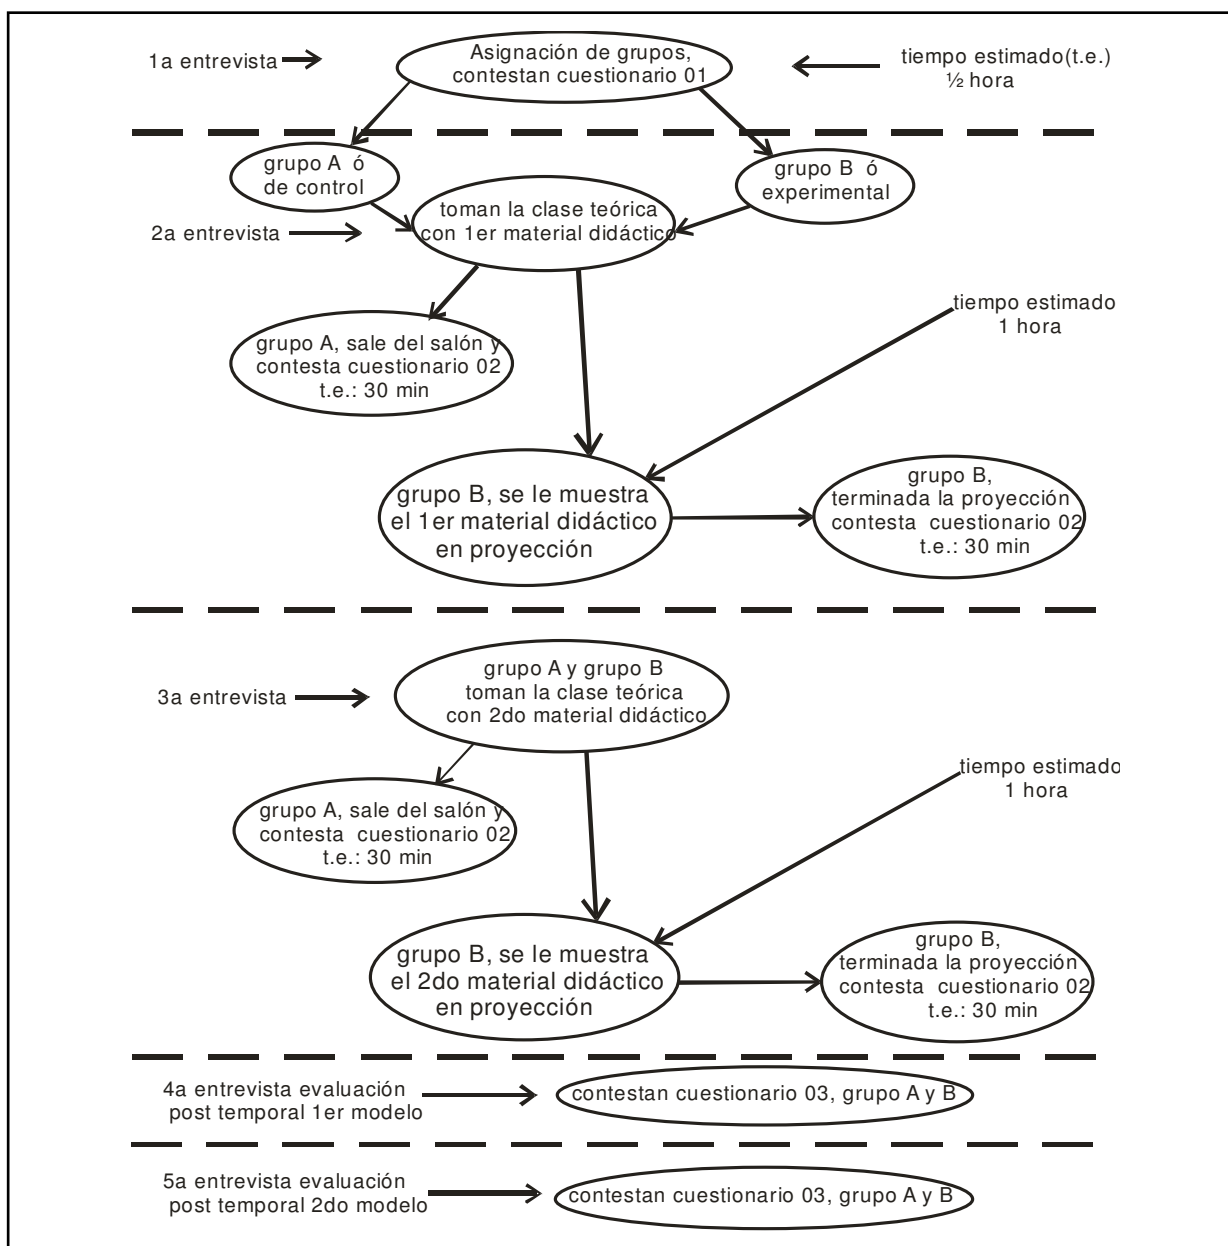 1a entrevista
Asignación de grupos,
contestan cuestionario 01
tiempo estimado(t.e.)
½ hora
grupo A ó
de control
grupo B ó
experimental
2a entrevista
toman la clase teórica
con 1er material didáctico
grupo A, sale del salón y
contesta cuestionario 02
t.e.: 30 min
tiempo estimado
1 hora
grupo B, se le muestra
el 1er material didáctico
en proyección
grupo B,
terminada la proyección
contesta cuestionario 02
t.e.: 30 min
3a entrevista
grupo A y grupo B
toman la clase teórica
con 2do material didáctico
grupo A, sale del salón y
contesta cuestionario 02
t.e.: 30 min
tiempo estimado
1 hora
grupo B, se le muestra
el 2do material didáctico
en proyección
grupo B,
terminada la proyección
contesta cuestionario 02
t.e.: 30 min
4a entrevista evaluación
post temporal 1er modelo
contestan cuestionario 03, grupo A y B
5a entrevista evaluación
post temporal 2do modelo
contestan cuestionario 03, grupo A y B